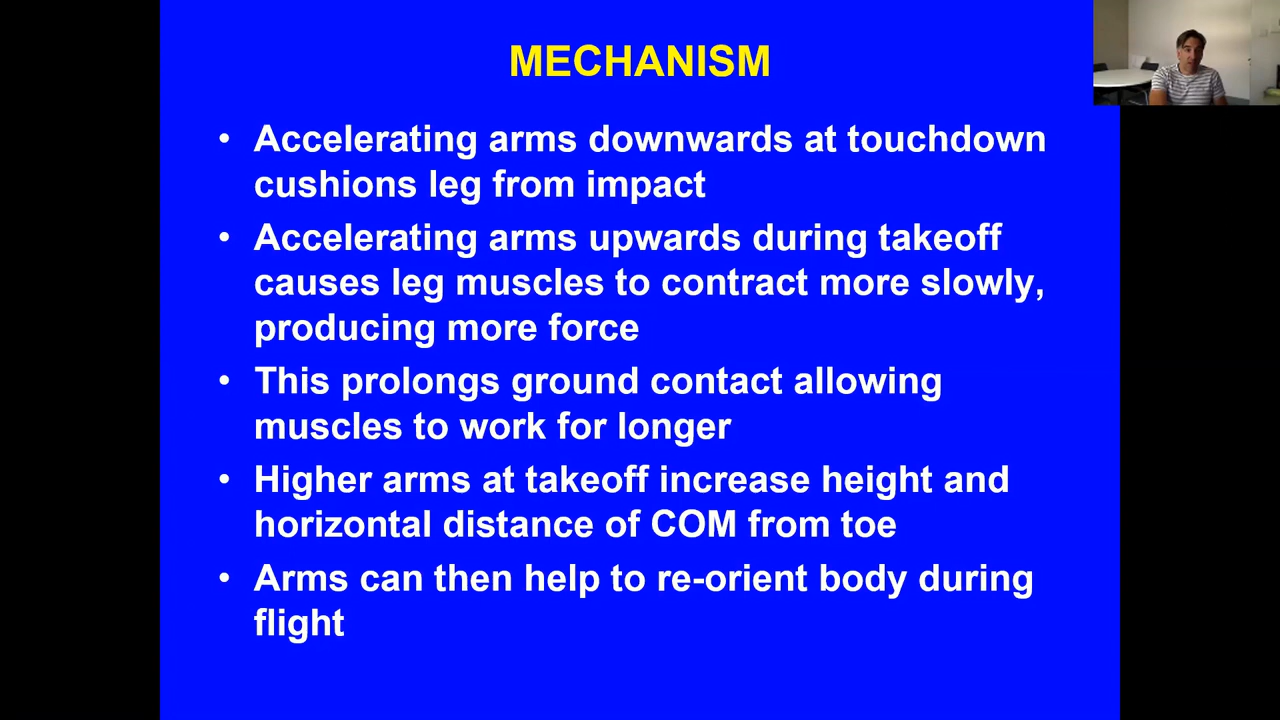 MECHANISM
• Accelerating arms downwards at touchdown
cushions leg from impact
• Accelerating arms upwards during takeoff
causes leg muscles to contract more slowly,
producing more force
• This prolongs ground contact allowing
muscles to work for longer
• Higher arms at takeoff increase height and
horizontal distance of COM from toe
• Arms can then help to re-orient body during
flight